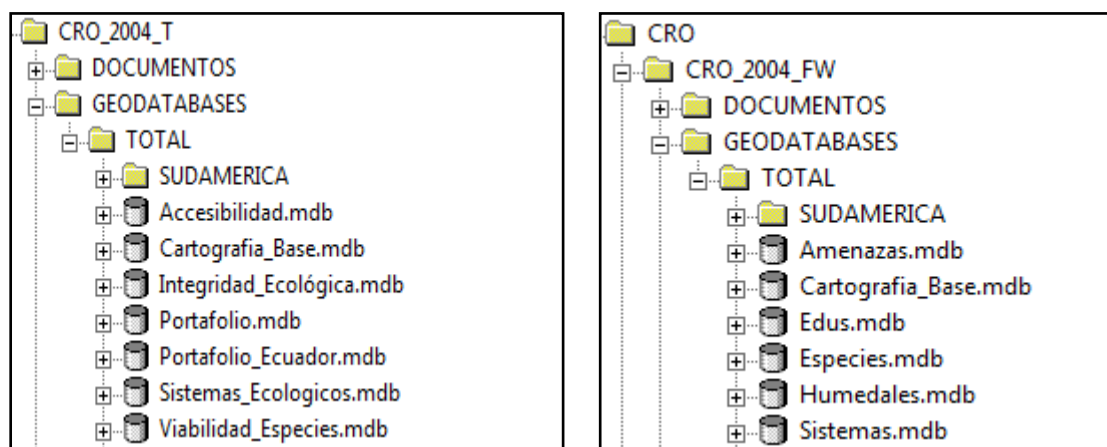 CRO_2004_T
DOCUMENTOS
GEODATABASES
TOTAL
SUDAMERICA
Accesibilidad.mdb
Cartografia_Base.mdb
Integridad_Ecológica.mdb
Portafolio.mdb
Portafolio_Ecuador.mdb
Sistemas_Ecologicos.mdb
Viabilidad_Especies.mdb
CRO
CRO_2004_FW
DOCUMENTOS
GEODATABASES
TOTAL
SUDAMERICA
Amenazas.mdb
Cartografia_Base.mdb
Edus.mdb
Especies.mdb
Humedales.mdb
Sistemas.mdb